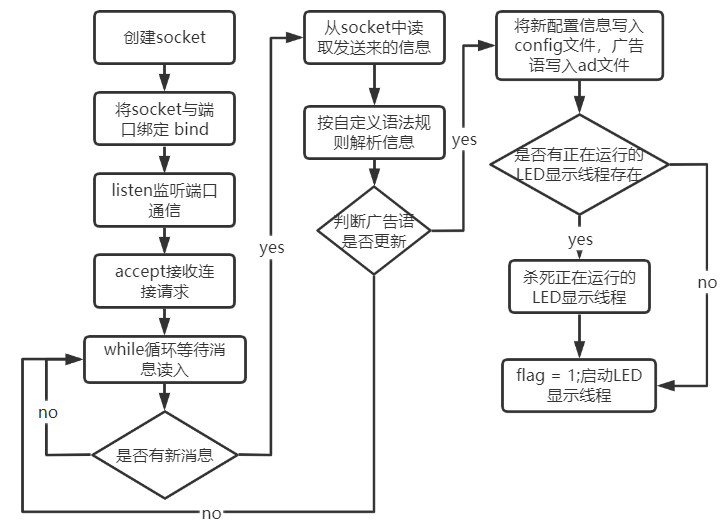 创建socket
将socket与端
口绑定 bind
listen监听端口
通信
accept接收连
接请求
while循环等待消
息读入
no
是否有新消息
yes
从socket中读
取发送来的信息
按自定义语法规
则解析信息
判断广告语
是否更新
no
yes
将新配置信息写入
config文件，广告
语写入ad文件
是否有正在运行的
LED显示线程存在
yes
no
杀死正在运行的
LED显示线程
flag = 1;启动LED
显示线程